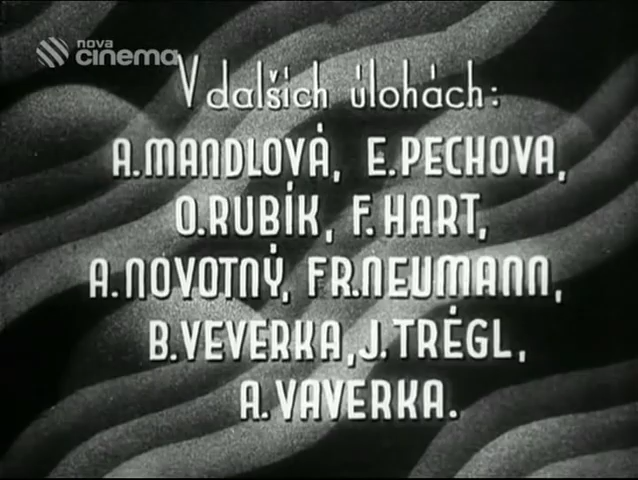 nova
cinema
V dalších úlohách:
A. MANDLOVÁ, E. PECHOVA,
O. RUBÍK, F. HART,
A. NOVOTNÝ, FR. NEUMANN,
B. VEVERKA, J. TRÉGL,
A. VAVERKA.